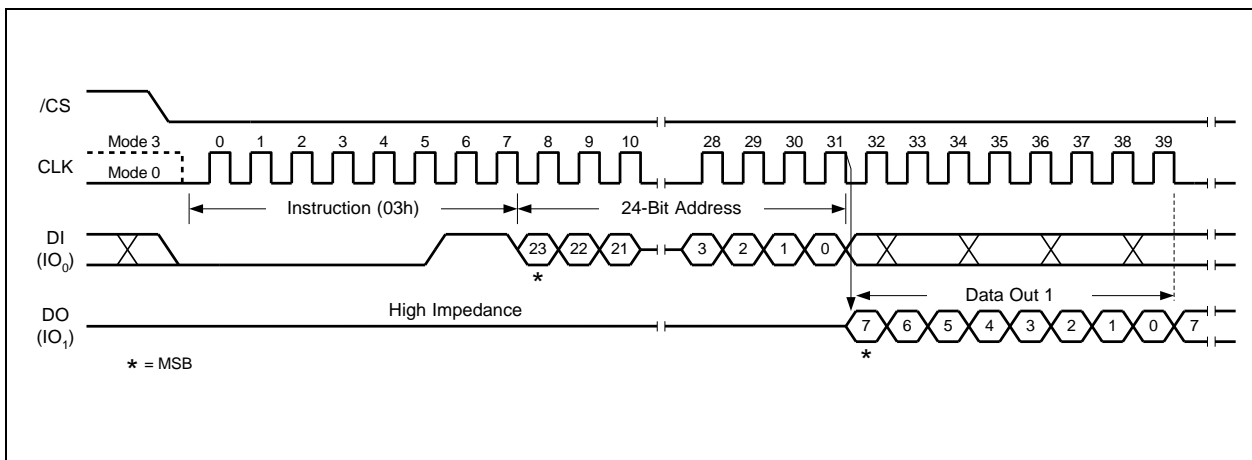 /CS
Mode 3 0 1 2 3 4 5 6 7 8 9 10 28 29 30 31 32 33 34 35 36 37 38 39
CLK
Mode 0
Instruction (03h) 24-Bit Address
DI
(IO0)
23 22 21 3 2 1 0
*
High Impedance
Data Out 1
DO
(IO1)
7 6 5 4 3 2 1 0 7
*
* = MSB